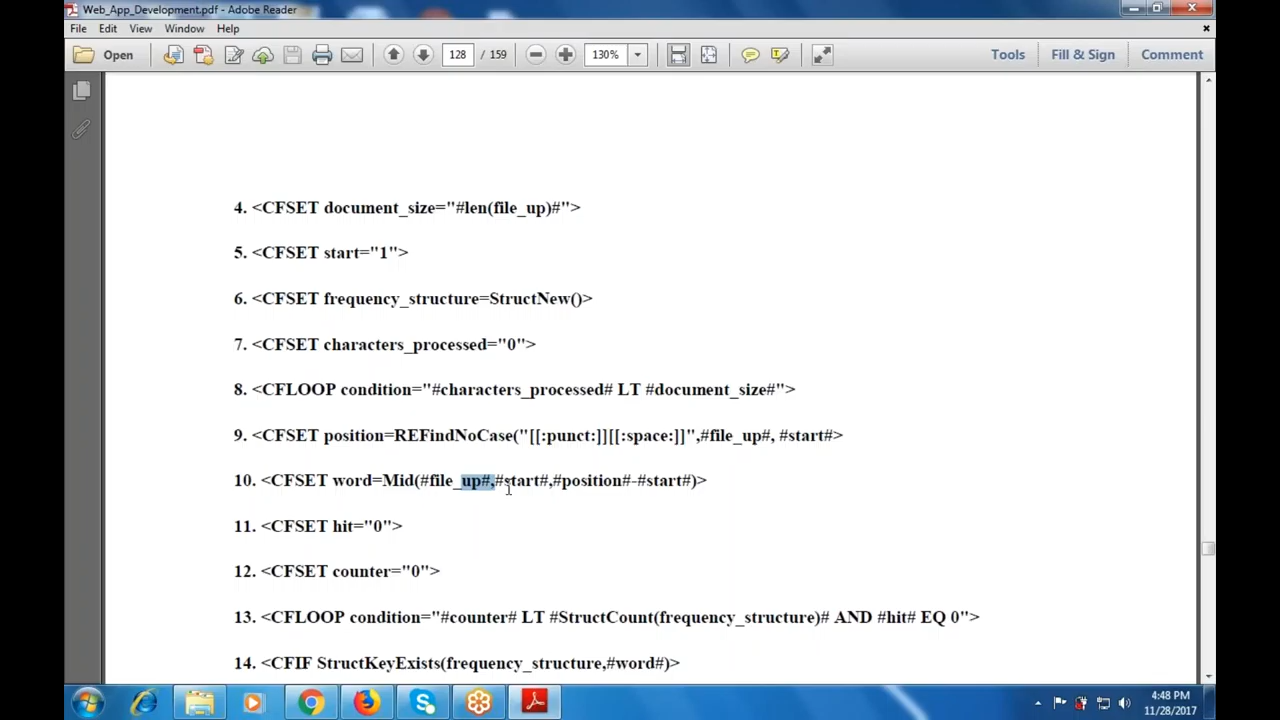 Web_App_Development.pdf - Adobe Reader
File Edit View Window Help
Open 128 / 159 130% Tools Fill & Sign Comment
4. <CFSET document_size="#len(file_up)#">
5. <CFSET start="1">
6. <CFSET frequency_structure=StructNew()>
7. <CFSET characters_processed="0">
8. <CFLOOP condition="#characters_processed# LT #document_size#">
9. <CFSET position=REFindNoCase("[[:punct:]][[:space:]]",#file_up#, #start#>
10. <CFSET word=Mid(#file_up#,#start#,#position#-#start#)>
11. <CFSET hit="0">
12. <CFSET counter="0">
13. <CFLOOP condition="#counter# LT #StructCount(frequency_structure)# AND #hit# EQ 0">
14. <CFIF StructKeyExists(frequency_structure,#word#)>
4:48 PM
11/28/2017